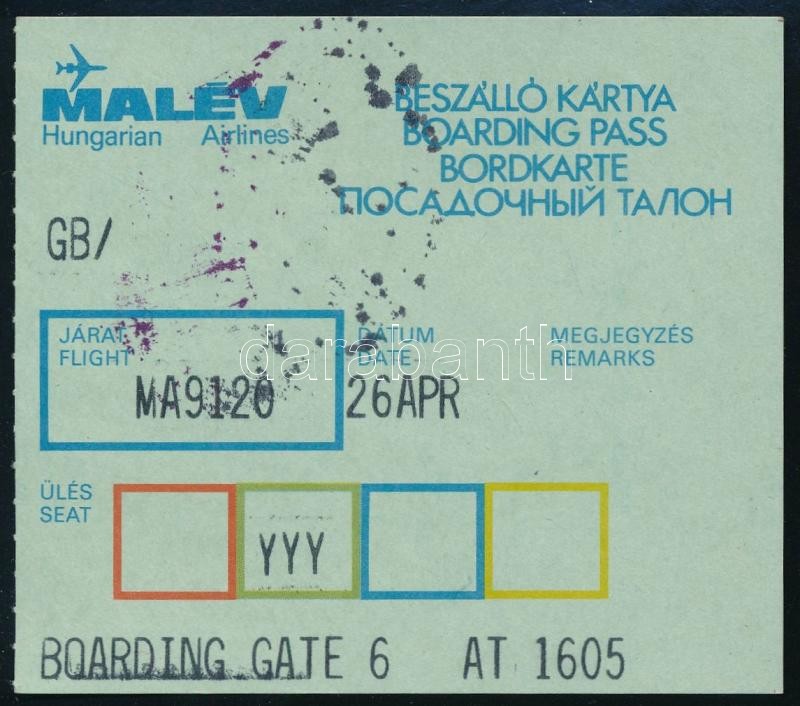 MALÉV
Hungarian Airlines
BESZÁLLÓ KÁRTYA
BOARDING PASS
BORDKARTE
ПОСАДОЧНЫЙ ТАЛОН
GB/
JÁRAT
FLIGHT
MA9120
DÁTUM
DATE
26APR
MEGJEGYZÉS
REMARKS
darabanth
ÜLÉS
SEAT
YYY
BOARDING GATE 6 AT 1605